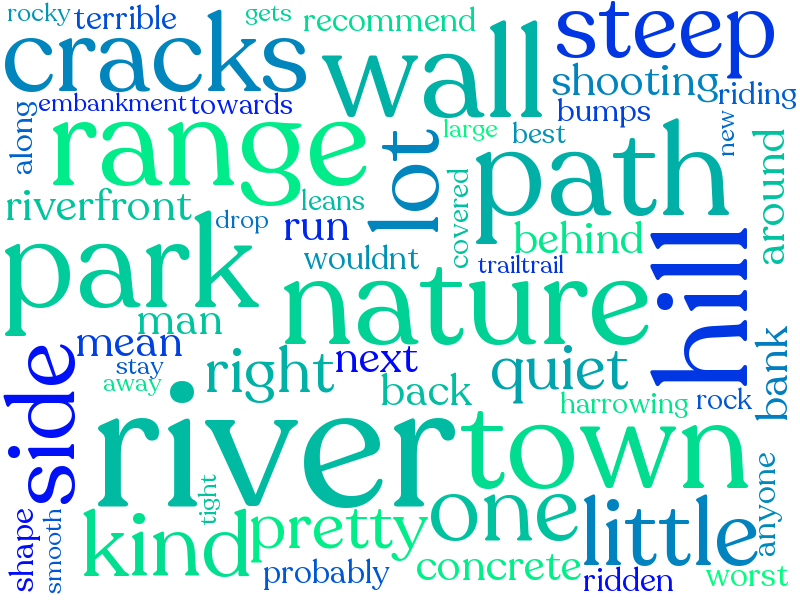 rocky
terrible
gets
recommend
steep
cracks
wall
shooting
riding
embankment
towards
bumps
along
range
lot
large
best
new
path
around
riverfront
leans
covered
drop
run
behind
park
wouldnt
trailtrail
hill
nature
man
mean
next
stay
away
right
back
quiet
bank
harrowing
rock
side
river
town
tight
anyone
kind
pretty
one
little
shape
smooth
probably
concrete
ridden
worst